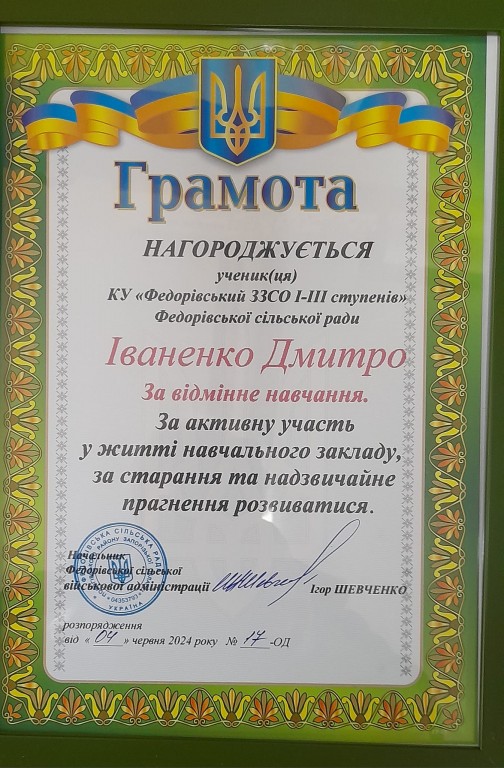 Грамота
НАГОРОДЖУЄТЬСЯ
ученик(ця)
КУ «Федорівський ЗЗСО І-ІІІ ступенів»
Федорівської сільської ради
Іваненко Дмитро
За відмінне навчання.
За активну участь
у житті навчального закладу,
за старання та надзвичайне
прагнення розвиватися.
Начальник
Федорівської сільської
військової адміністрації
Ігор ШЕВЧЕНКО
УКРАЇНА
розпорядження
від «04» червня 2024 року № 17-ОД